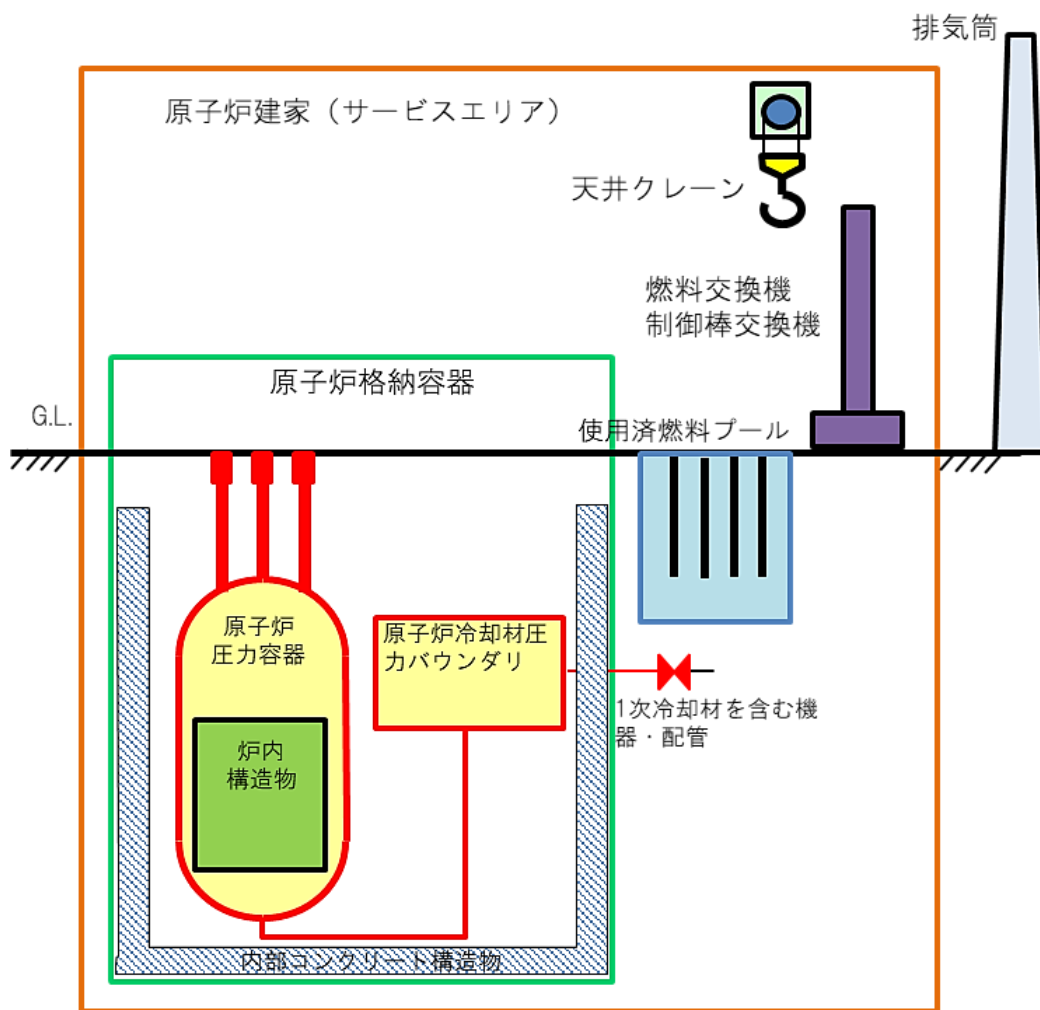 排気筒
原子炉建家（サービスエリア）
天井クレーン
燃料交換機
制御棒交換機
原子炉格納容器
G.L.
使用済燃料プール
原子炉
圧力容器
原子炉冷却材圧
力バウンダリ
1次冷却材を含む機
器・配管
炉内
構造物
内部コンクリート構造物